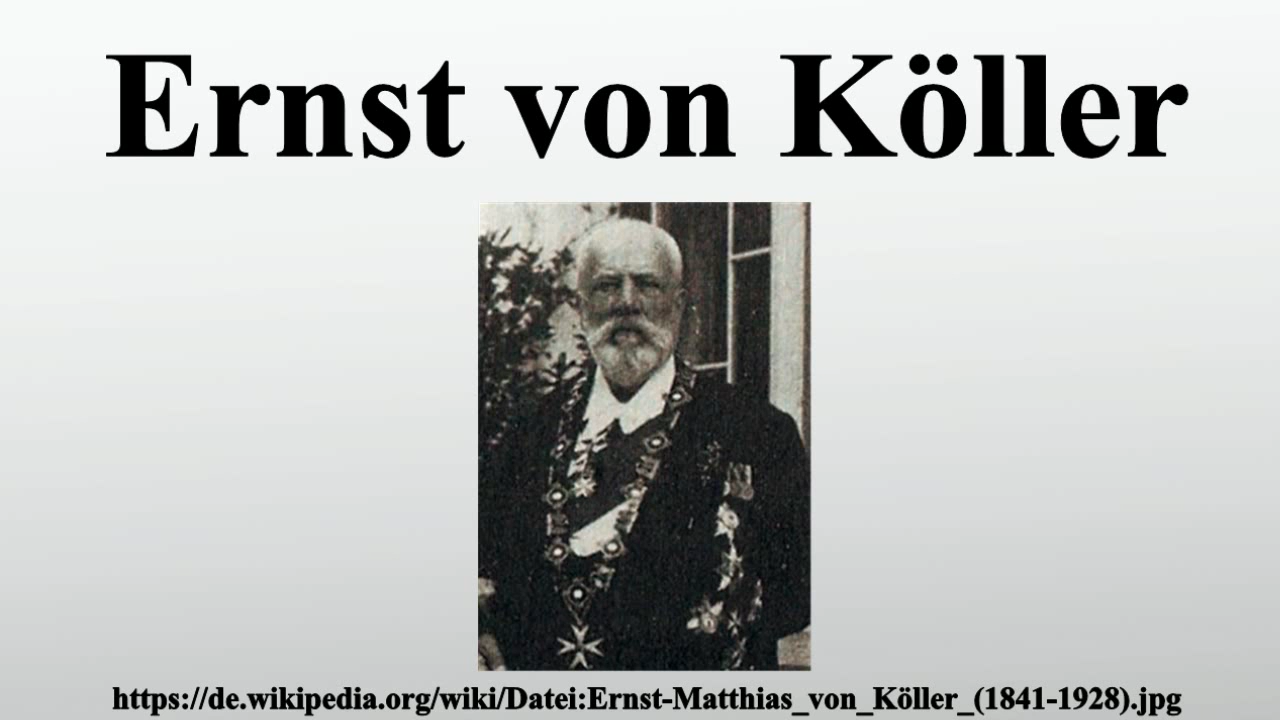 Ernst von Köller
https://de.wikipedia.org/wiki/Datei:Ernst-Matthias_von_Köller_(1841-1928).jpg